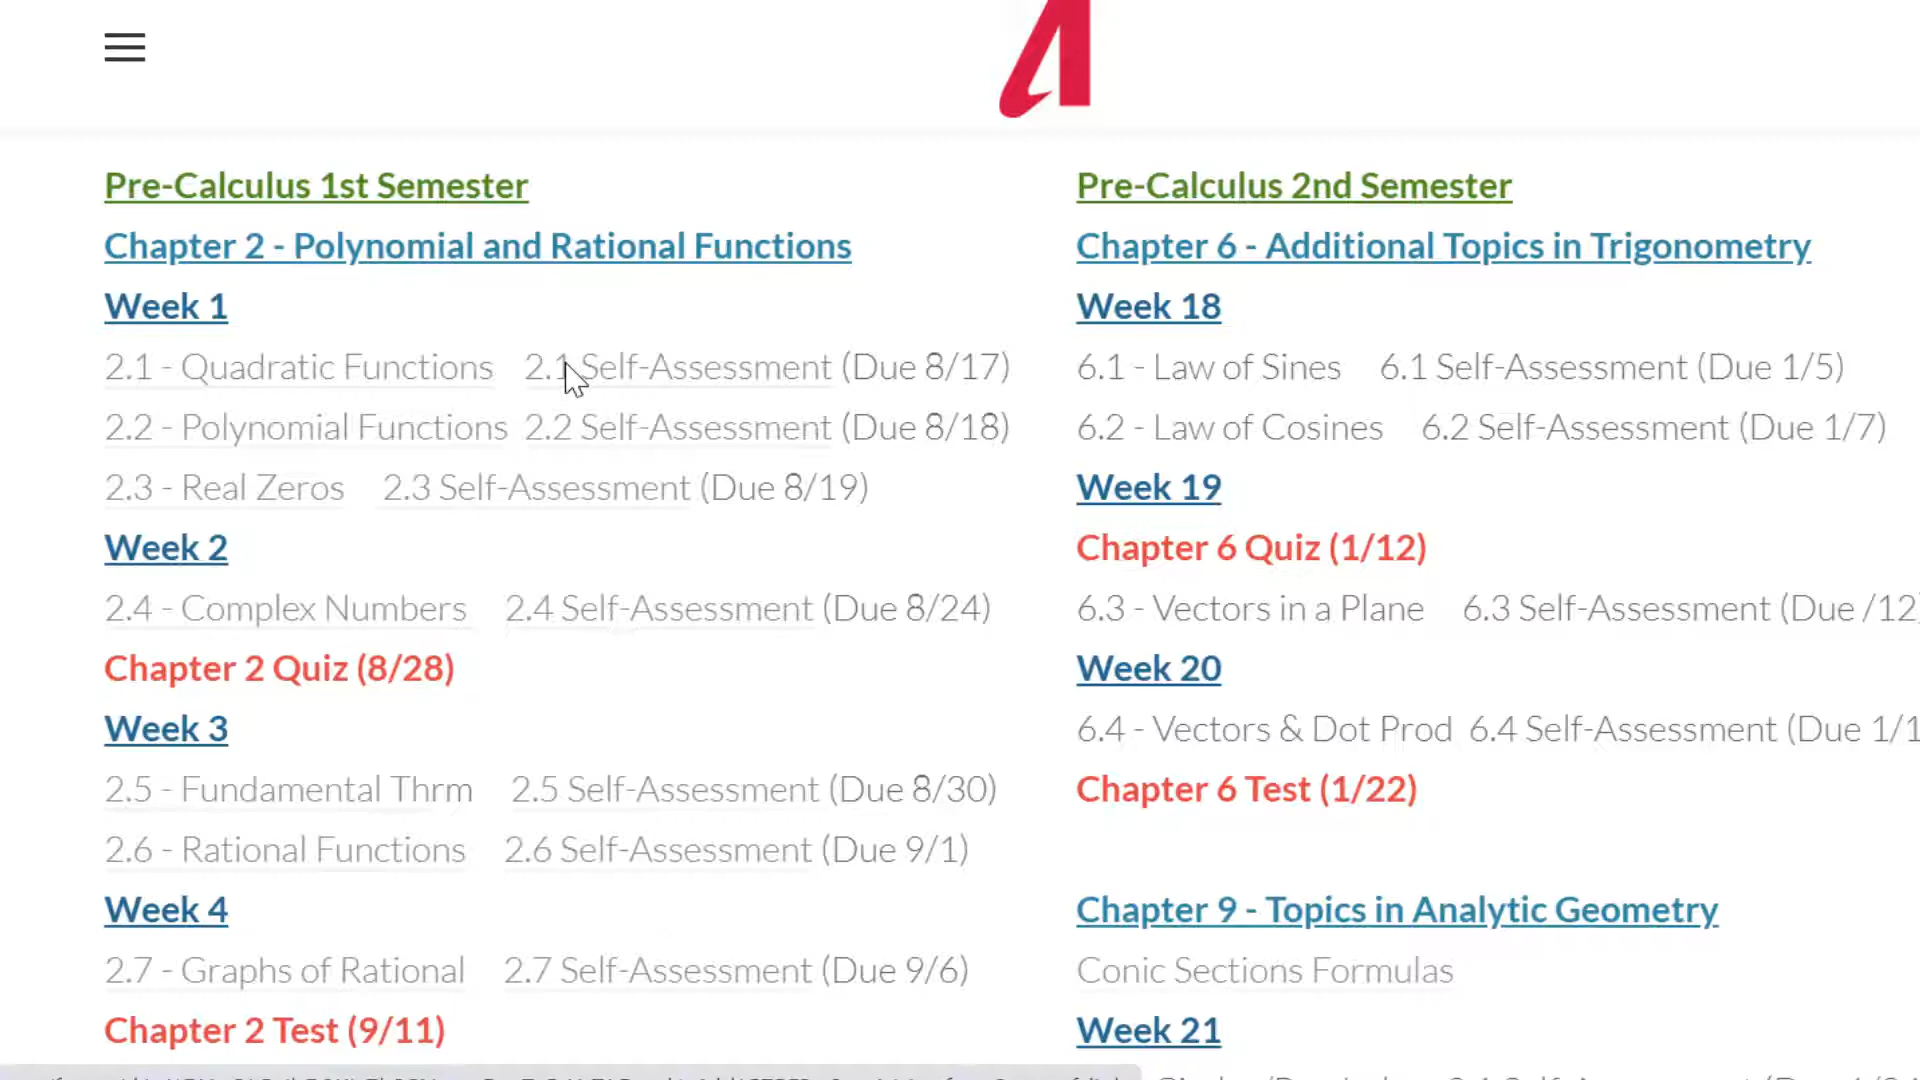 Pre-Calculus 1st Semester
Chapter 2 - Polynomial and Rational Functions
Week 1
2.1 - Quadratic Functions 2.1 Self-Assessment (Due 8/17)
2.2 - Polynomial Functions 2.2 Self-Assessment (Due 8/18)
2.3 - Real Zeros 2.3 Self-Assessment (Due 8/19)
Week 2
2.4 - Complex Numbers 2.4 Self-Assessment (Due 8/24)
Chapter 2 Quiz (8/28)
Week 3
2.5 - Fundamental Thrm 2.5 Self-Assessment (Due 8/30)
2.6 - Rational Functions 2.6 Self-Assessment (Due 9/1)
Week 4
2.7 - Graphs of Rational 2.7 Self-Assessment (Due 9/6)
Chapter 2 Test (9/11)
Pre-Calculus 2nd Semester
Chapter 6 - Additional Topics in Trigonometry
Week 18
6.1 - Law of Sines 6.1 Self-Assessment (Due 1/5)
6.2 - Law of Cosines 6.2 Self-Assessment (Due 1/7)
Week 19
Chapter 6 Quiz (1/12)
6.3 - Vectors in a Plane 6.3 Self-Assessment (Due /12)
Week 20
6.4 - Vectors & Dot Prod 6.4 Self-Assessment (Due 1/1
Chapter 6 Test (1/22)
Chapter 9 - Topics in Analytic Geometry
Conic Sections Formulas
Week 21